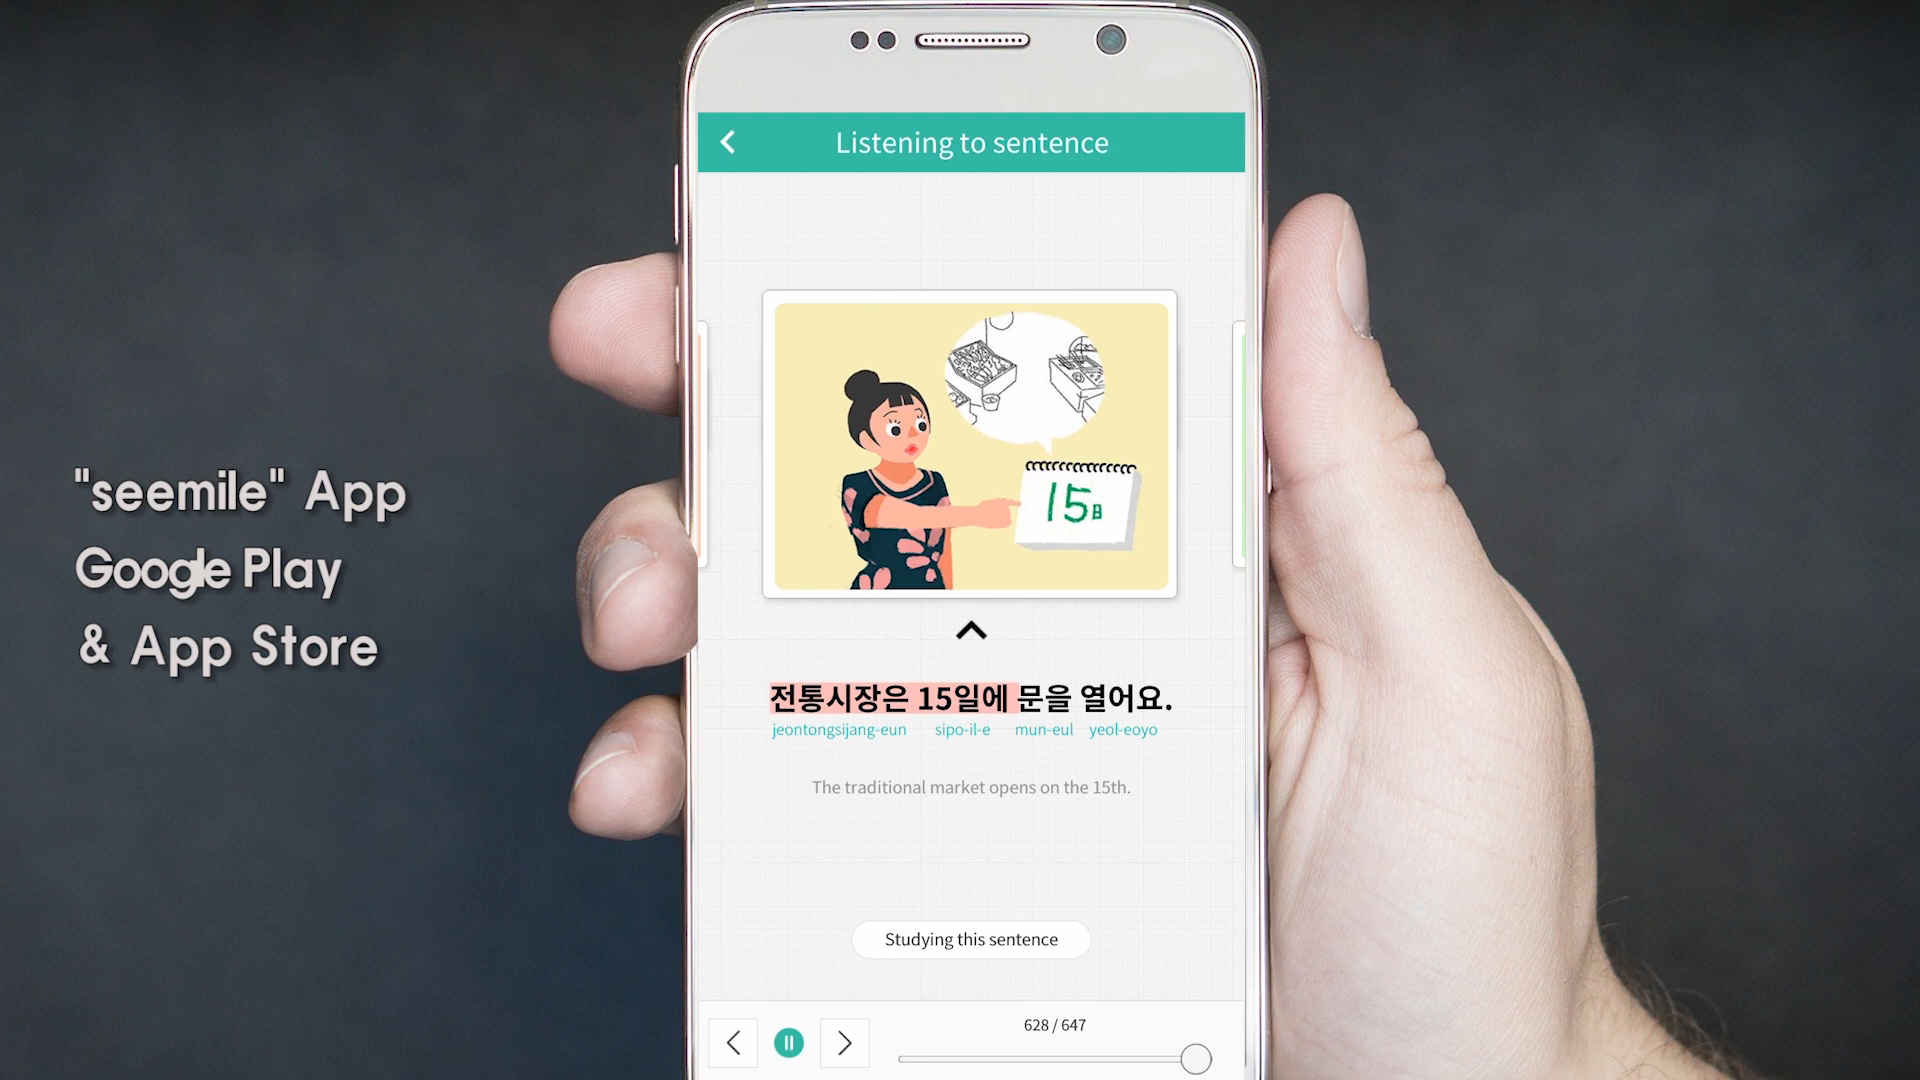 Listening to sentence
15日
"seemile" App
Google Play
& App Store
전통시장은 15일에 문을 열어요.
jeontongsijang-eun sipo-il-e mun-eul yeol-eoyo
The traditional market opens on the 15th.
Studying this sentence
628 / 647